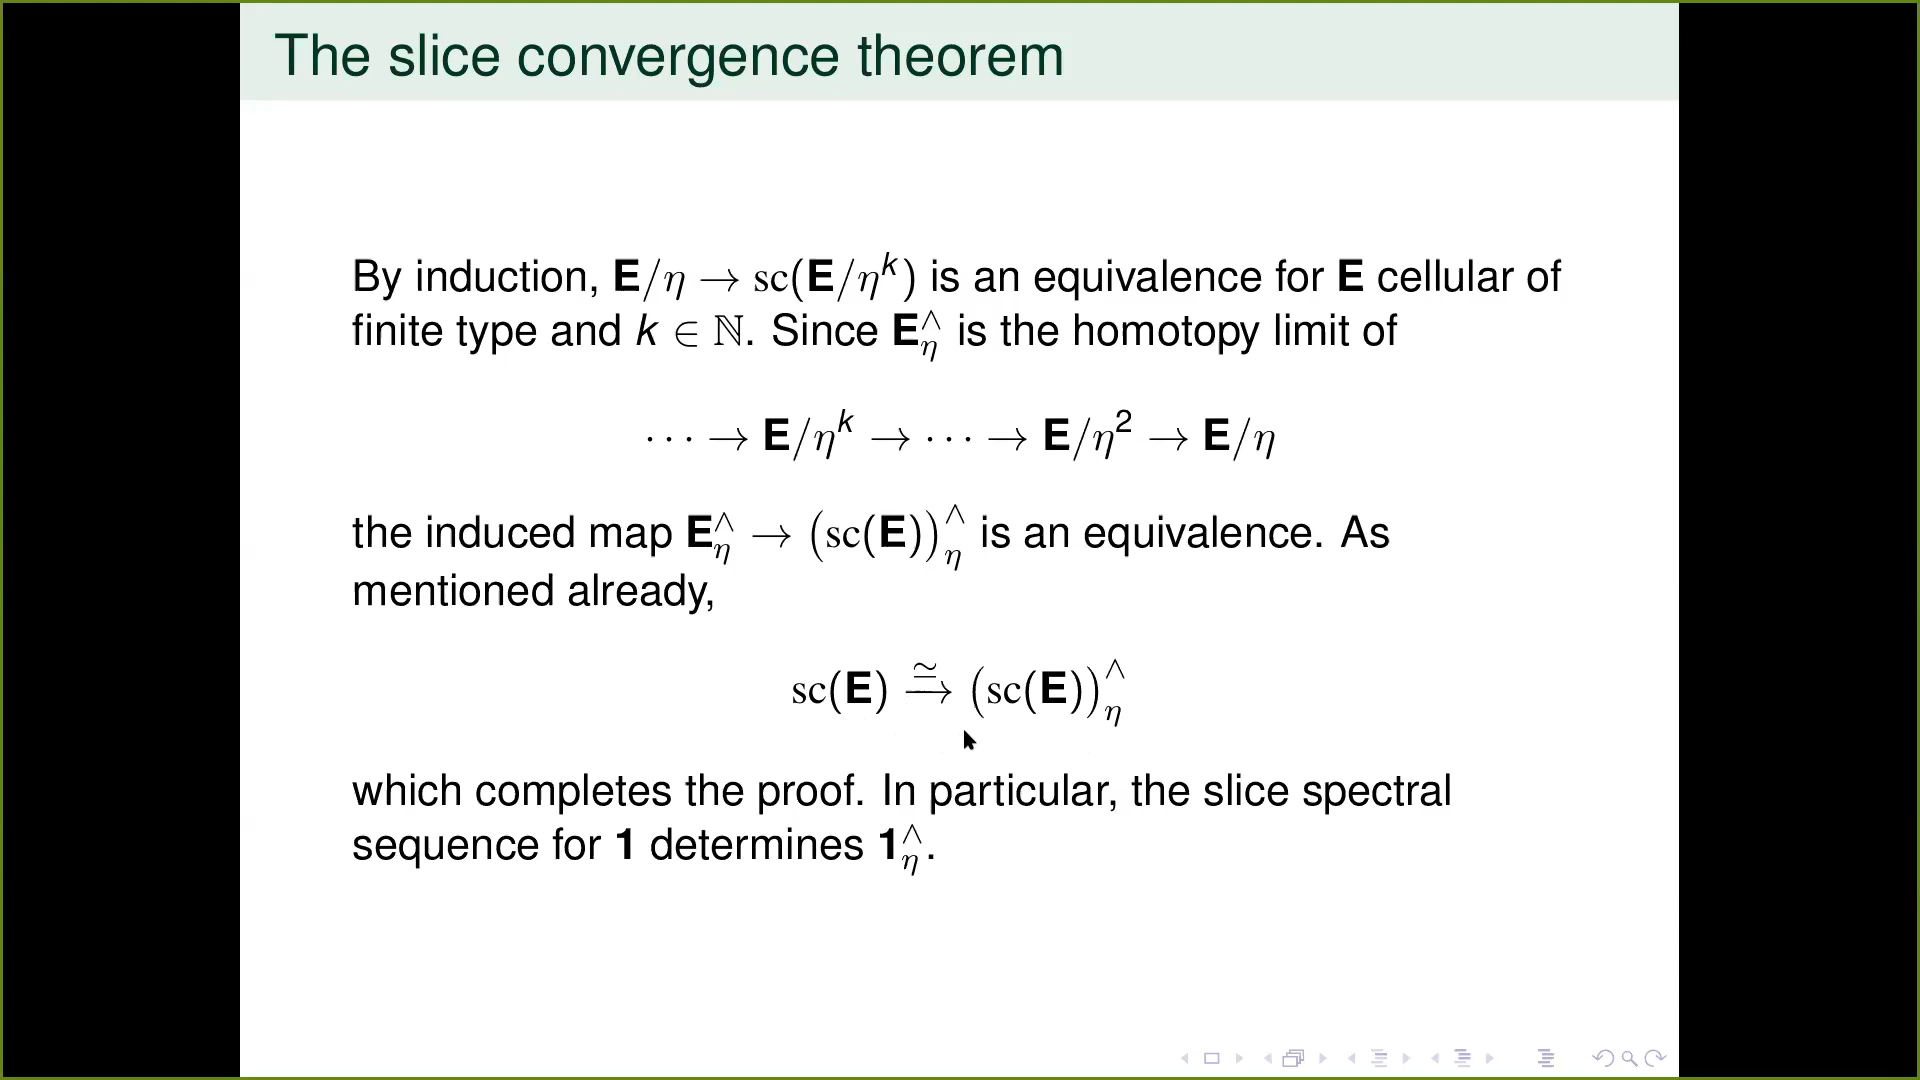 The slice convergence theorem
By induction, E/η → sc(E/η^k) is an equivalence for E cellular of
finite type and k ∈ ℕ. Since E^∧_η is the homotopy limit of
⋯ → E/η^k → ⋯ → E/η^2 → E/η
the induced map E^∧_η → (sc(E))^∧_η is an equivalence. As
mentioned already,
sc(E) ≃→ (sc(E))^∧_η
which completes the proof. In particular, the slice spectral
sequence for 1 determines 1^∧_η.